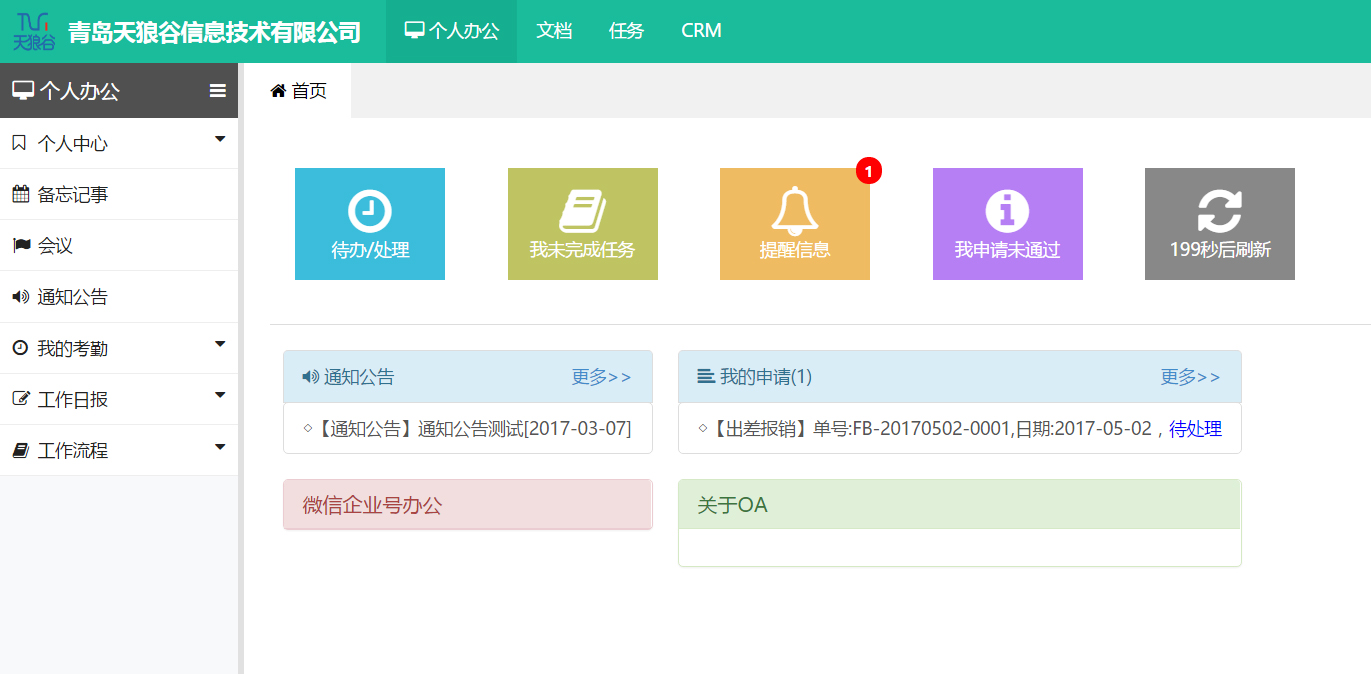 天狼谷
青岛天狼谷信息技术有限公司
个人办公
文档
任务
CRM
个人办公
首页
个人中心
备忘记事
会议
通知公告
我的考勤
工作日报
工作流程
待办/处理
我未完成任务
1
提醒信息
我申请未通过
199秒后刷新
通知公告 更多>>
◇【通知公告】通知公告测试[2017-03-07]
我的申请(1) 更多>>
◇【出差报销】单号:FB-20170502-0001,日期:2017-05-02，待处理
微信企业号办公
关于OA